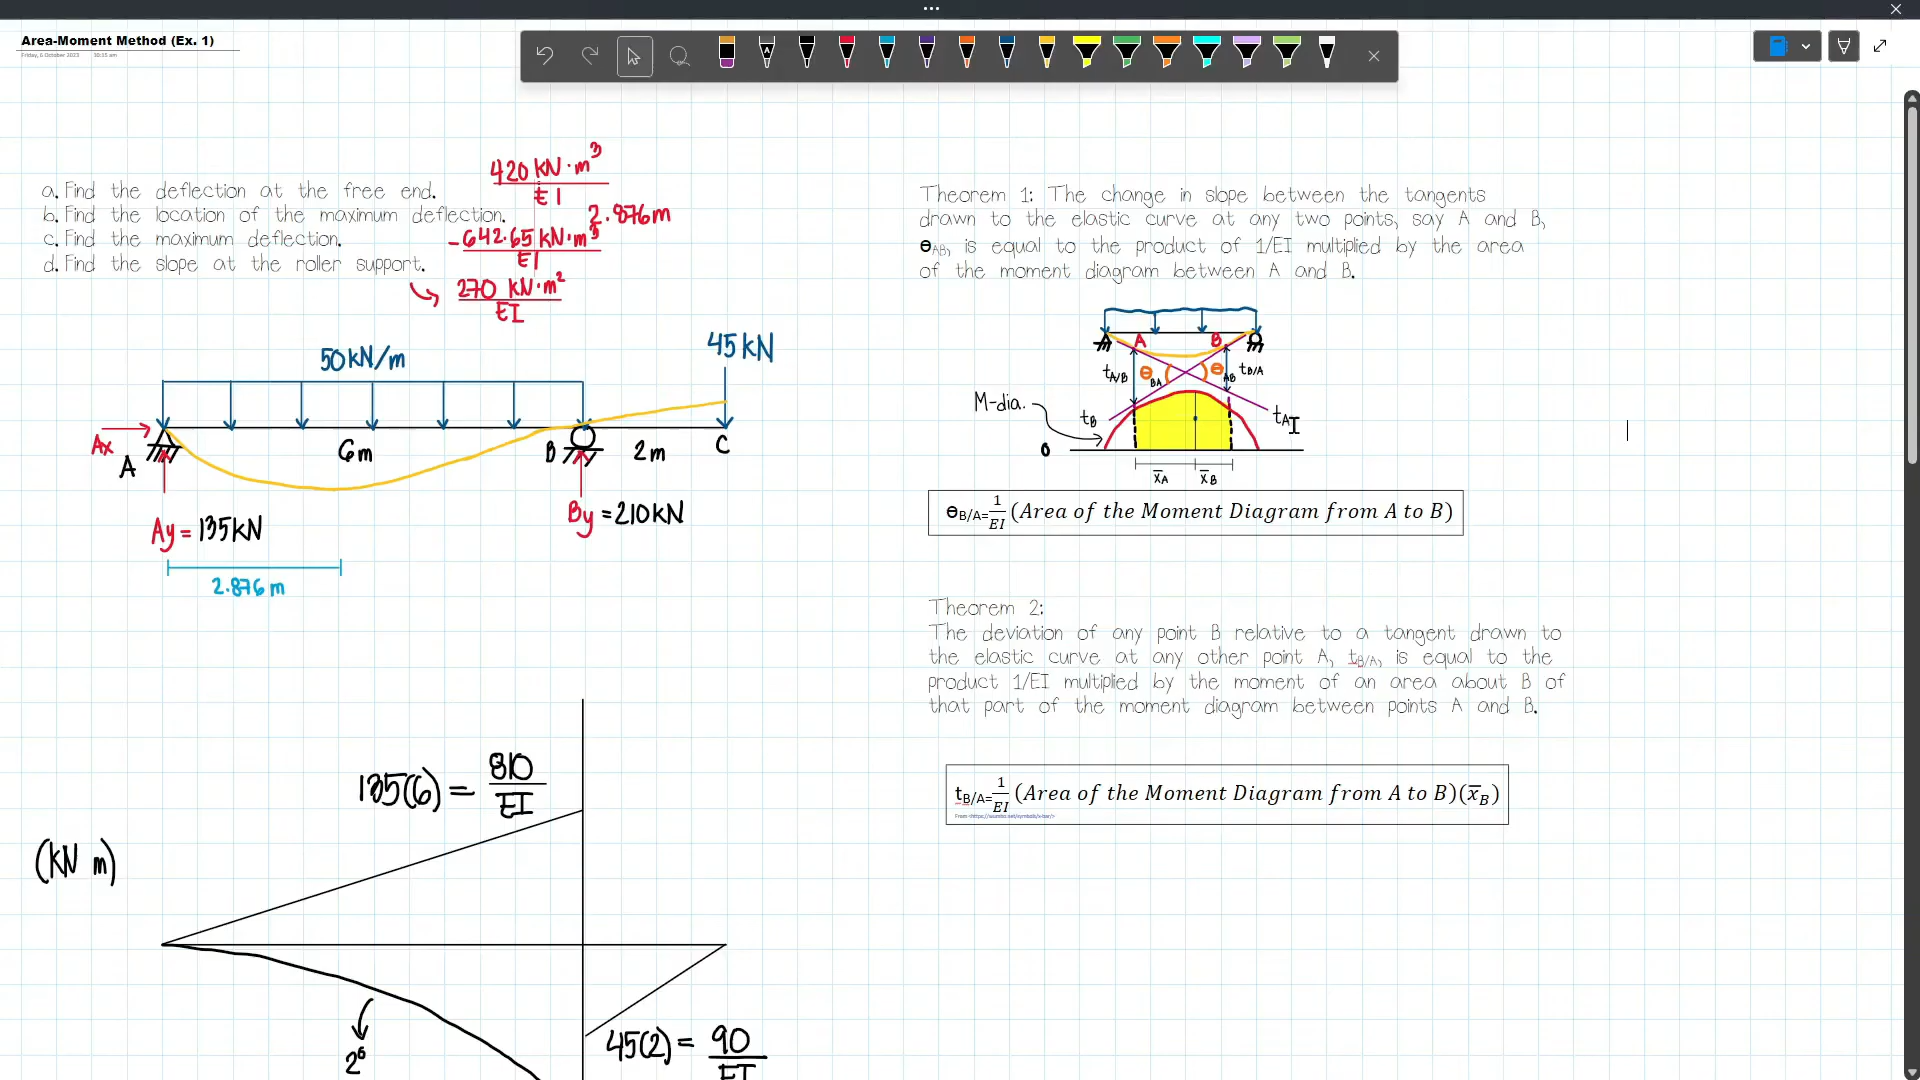 Area-Moment Method (Ex. 1)
Friday, 6 October 2023 10:35 am
a. Find the deflection at the free end.
b. Find the location of the maximum deflection.
c. Find the maximum deflection.
d. Find the slope at the roller support.
420 KN·m³
EI
2.876m
-642.65 KN·m³
EI
270 KN·m²
EI
50KN/m
45KN
Ax
A
6m
B
2m
C
Ay = 135KN
By = 210KN
2.876 m
135(6) = 810
EI
(KN m)
2°
45(2) = 90
EI
Theorem 1: The change in slope between the tangents
drawn to the elastic curve at any two points, say A and B,
ΘAB, is equal to the product of 1/EI multiplied by the area
of the moment diagram between A and B.
A B
tA/B ΘBA ΘAB tB/A
M-dia.
tB tA
0
x̄A x̄B
ΘB/A=1/EI (Area of the Moment Diagram from A to B)
Theorem 2:
The deviation of any point B relative to a tangent drawn to
the elastic curve at any other point A, tB/A, is equal to the
product 1/EI multiplied by the moment of an area about B of
that part of the moment diagram between points A and B.
tB/A=1/EI (Area of the Moment Diagram from A to B)(x̄B)